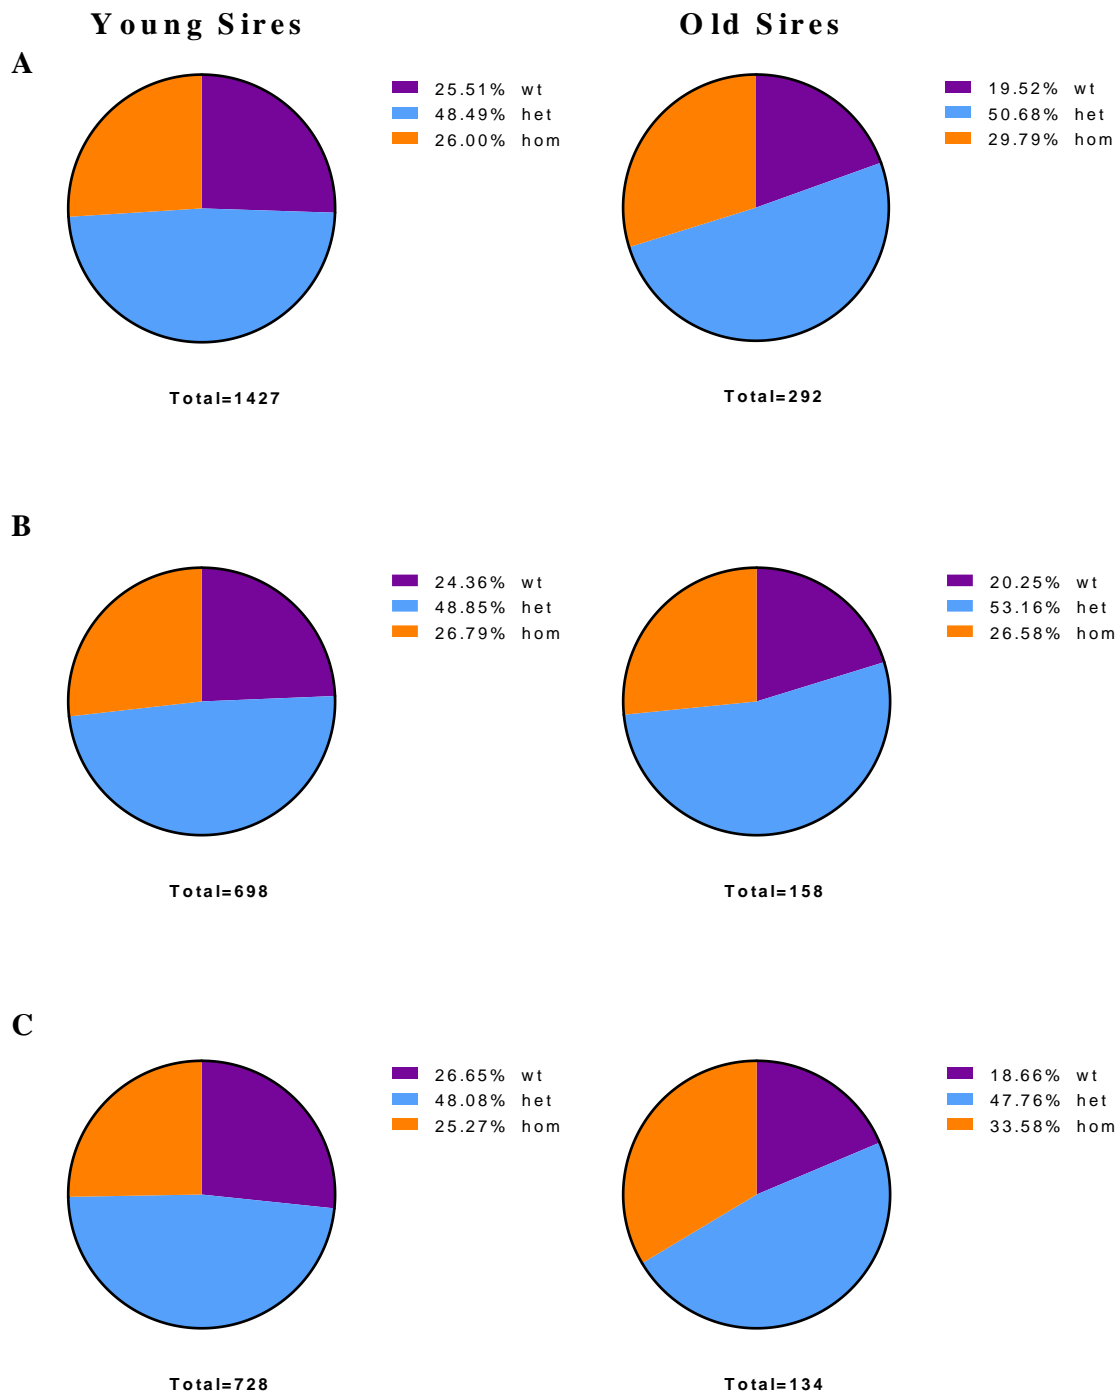 Young Sires
Old Sires
A
25.51% wt
48.49% het
26.00% hom
Total=1427
19.52% wt
50.68% het
29.79% hom
Total=292
B
24.36% wt
48.85% het
26.79% hom
Total=698
20.25% wt
53.16% het
26.58% hom
Total=158
C
26.65% wt
48.08% het
25.27% hom
Total=728
18.66% wt
47.76% het
33.58% hom
Total=134